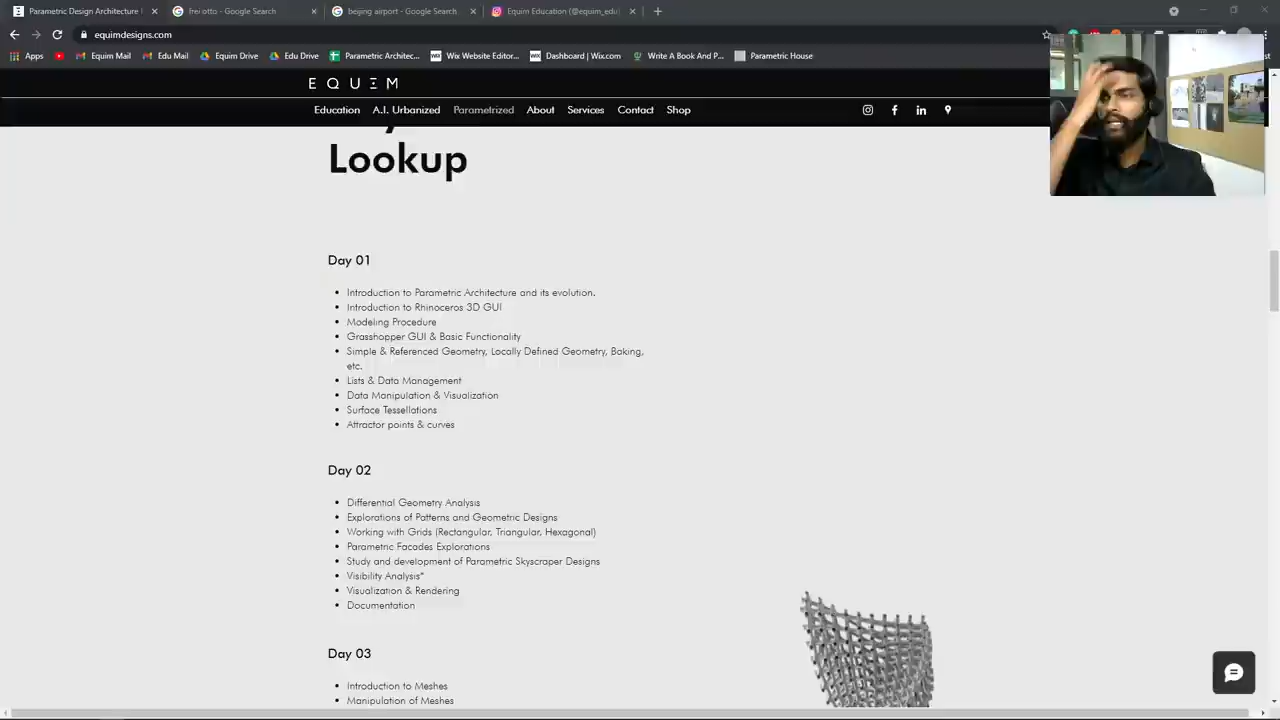 Parametric Design Architecture
frei otto - Google Search
beijing airport - Google Search
Equim Education (@equim_edu
equimdesigns.com
Apps
Equim Mail
Edu Mail
Equim Drive
Edu Drive
Parametric Architec...
Wix Website Editor...
Dashboard | Wix.com
Write A Book And P...
Parametric House
EQUIM
Education
A.I. Urbanized
Parametrized
About
Services
Contact
Shop
Lookup
Day 01
• Introduction to Parametric Architecture and its evolution.
• Introduction to Rhinoceros 3D GUI
• Modeling Procedure
• Grasshopper GUI & Basic Functionality
• Simple & Referenced Geometry, Locally Defined Geometry, Baking,
etc.
• Lists & Data Management
• Data Manipulation & Visualization
• Surface Tessellations
• Attractor points & curves
Day 02
• Differential Geometry Analysis
• Explorations of Patterns and Geometric Designs
• Working with Grids (Rectangular, Triangular, Hexagonal)
• Parametric Facades Explorations
• Study and development of Parametric Skyscraper Designs
• Visibility Analysis*
• Visualization & Rendering
• Documentation
Day 03
• Introduction to Meshes
• Manipulation of Meshes